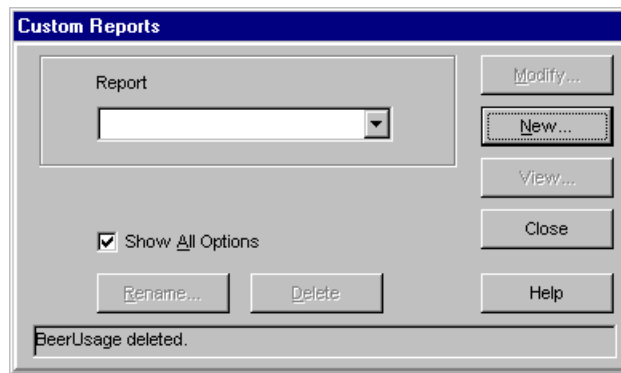 Custom Reports
Report
Modify...
New...
View...
Close
Show All Options
Rename...
Delete
Help
BeerUsage deleted.